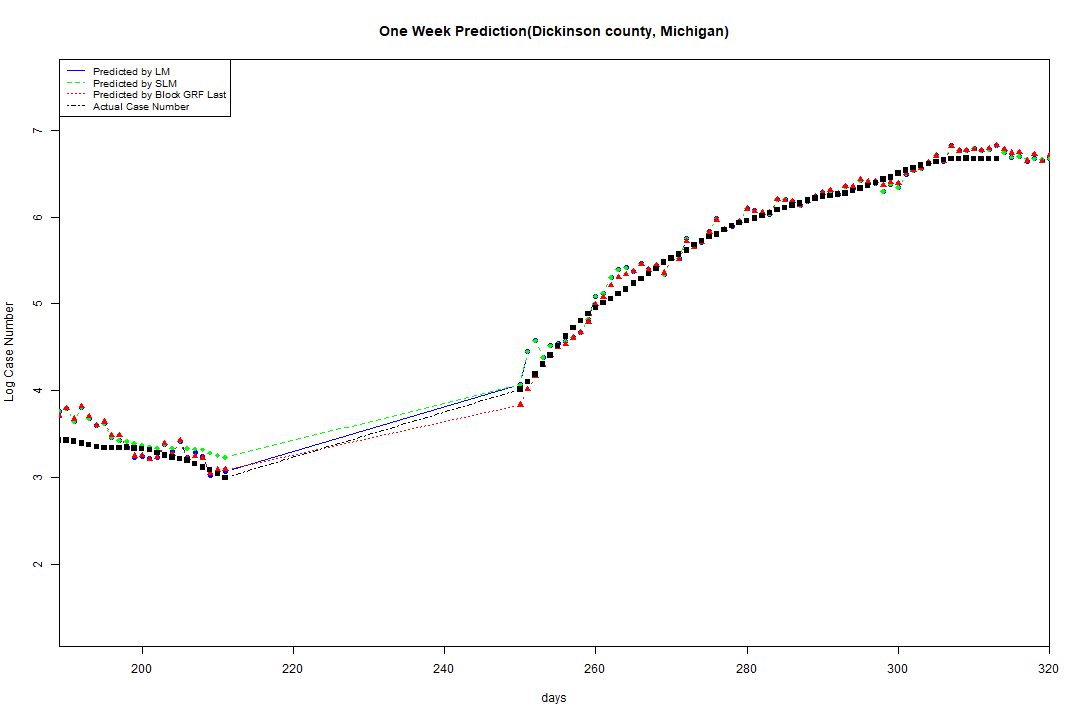 One Week Prediction(Dickinson county, Michigan)
Predicted by LM
Predicted by SLM
Predicted by Block GRF Last
Actual Case Number
Log Case Number
7
6
5
4
3
2
200 220 240 260 280 300 320
days